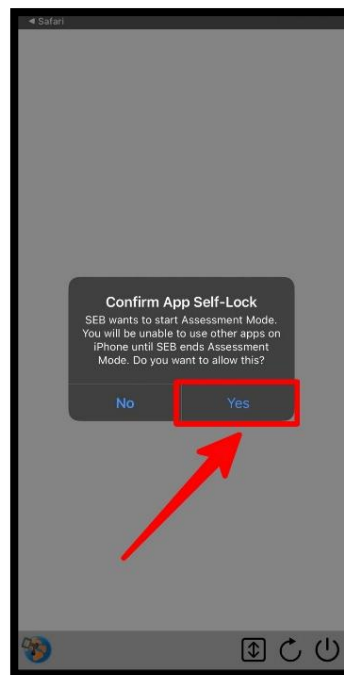 ◀ Safari
Confirm App Self-Lock
SEB wants to start Assessment Mode.
You will be unable to use other apps on
iPhone until SEB ends Assessment
Mode. Do you want to allow this?
No
Yes